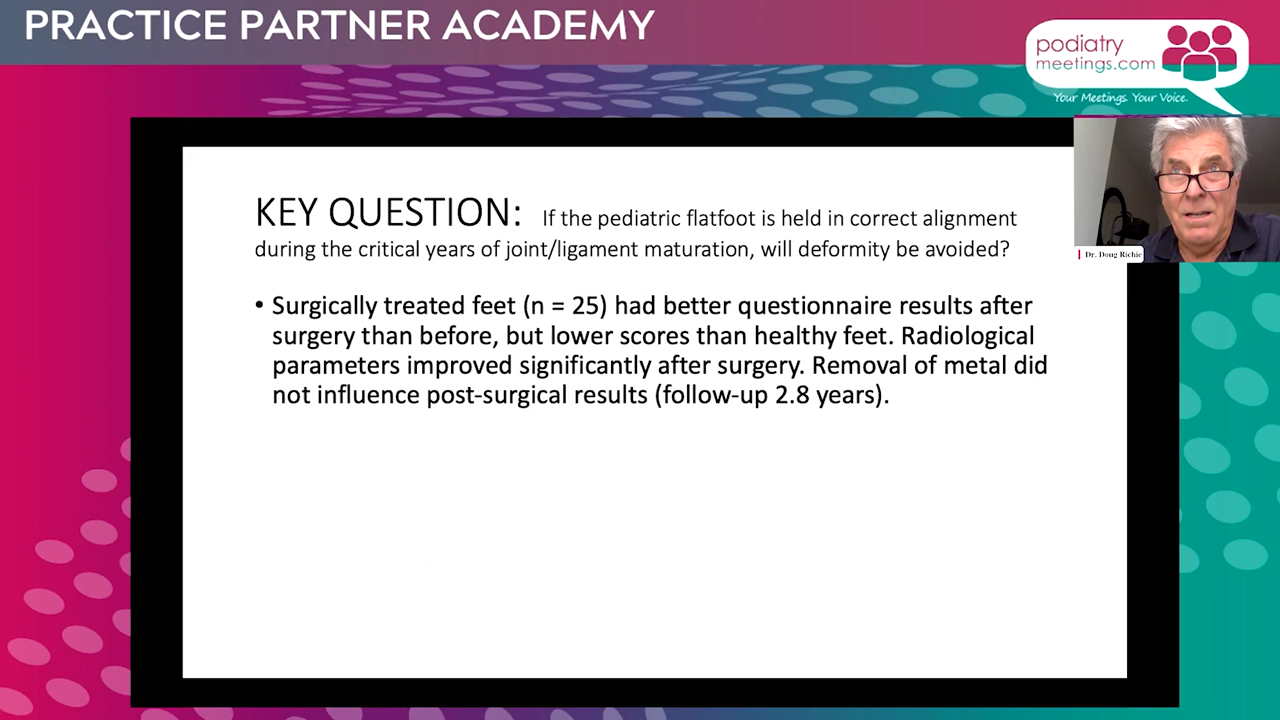 PRACTICE PARTNER ACADEMY
podiatry
meetings.com
Your Meetings. Your Voice.
KEY QUESTION: If the pediatric flatfoot is held in correct alignment
during the critical years of joint/ligament maturation, will deformity be avoided?
• Surgically treated feet (n = 25) had better questionnaire results after
surgery than before, but lower scores than healthy feet. Radiological
parameters improved significantly after surgery. Removal of metal did
not influence post-surgical results (follow-up 2.8 years).
Dr. Doug Richie